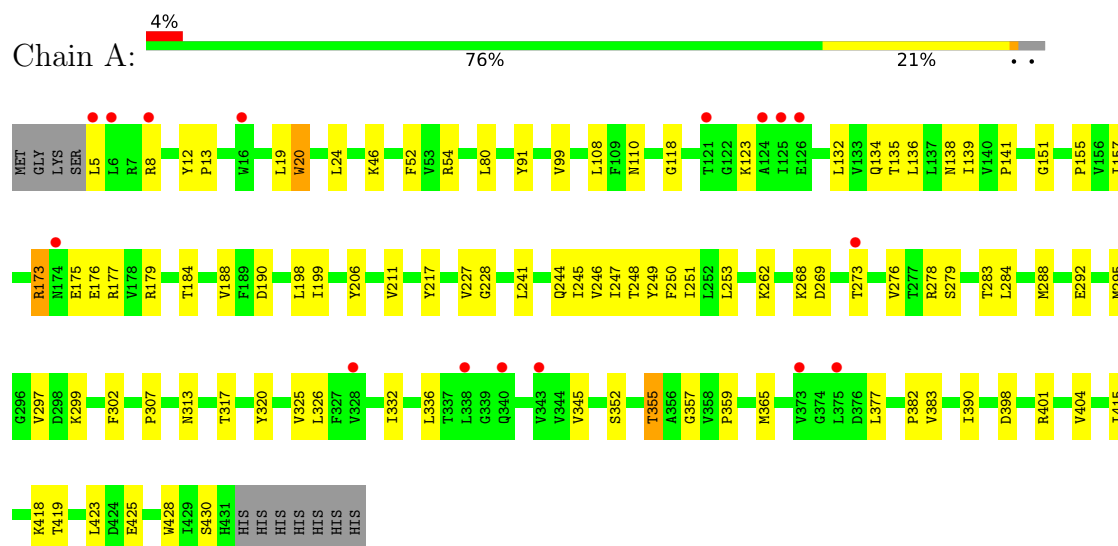 4%
Chain A:
76% 21% • •
MET GLY LYS SER L5 L6 R7 R8 Y12 P13 W16 L19 W20 L24 K46 F52 V53 R54 L80 Y91 V99 L108 F109 N110 G118 T121 G122 K123 A124 I125 E126 L132 V133 Q134 T135 L136 L137 N138 I139 V140 P141 G151 P155 V156 I157
R173 N174 E175 E176 R177 V178 R179 T184 V188 F189 D190 L198 I199 Y206 V211 Y217 V227 G228 L241 Q244 I245 V246 I247 T248 Y249 F250 I251 L252 L253 K262 K268 D269 T273 V276 T277 R278 S279 T283 L284 M288 E292 M295
G296 V297 D298 K299 F302 P307 N313 T317 Y320 V325 L326 F327 V328 I332 L336 T337 L338 G339 Q340 V343 V344 V345 S352 T355 A356 G357 V358 P359 M365 V373 G374 L375 D376 L377 P382 V383 I390 D398 R401 V404 I415
K418 T419 L423 D424 E425 W428 I429 S430 H431 HIS HIS HIS HIS HIS HIS HIS